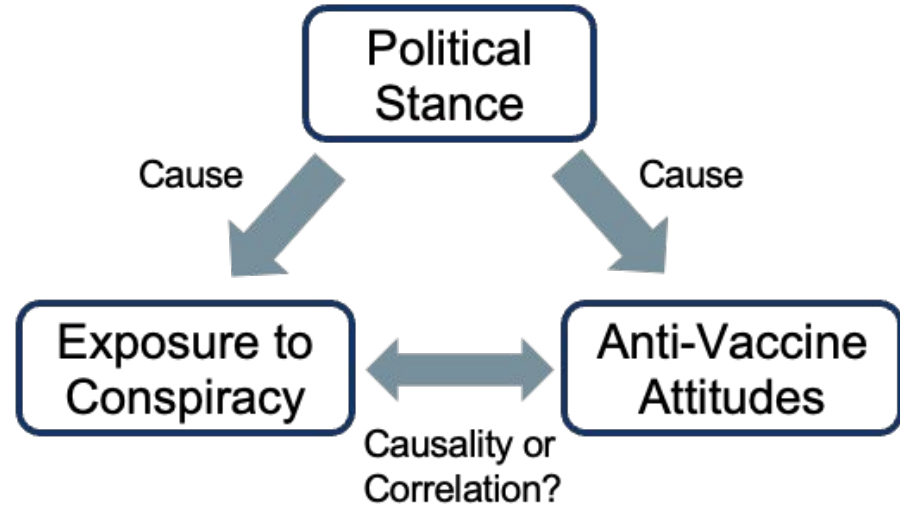 Political
Stance
Cause
Cause
Exposure to
Conspiracy
Anti-Vaccine
Attitudes
Causality or
Correlation?